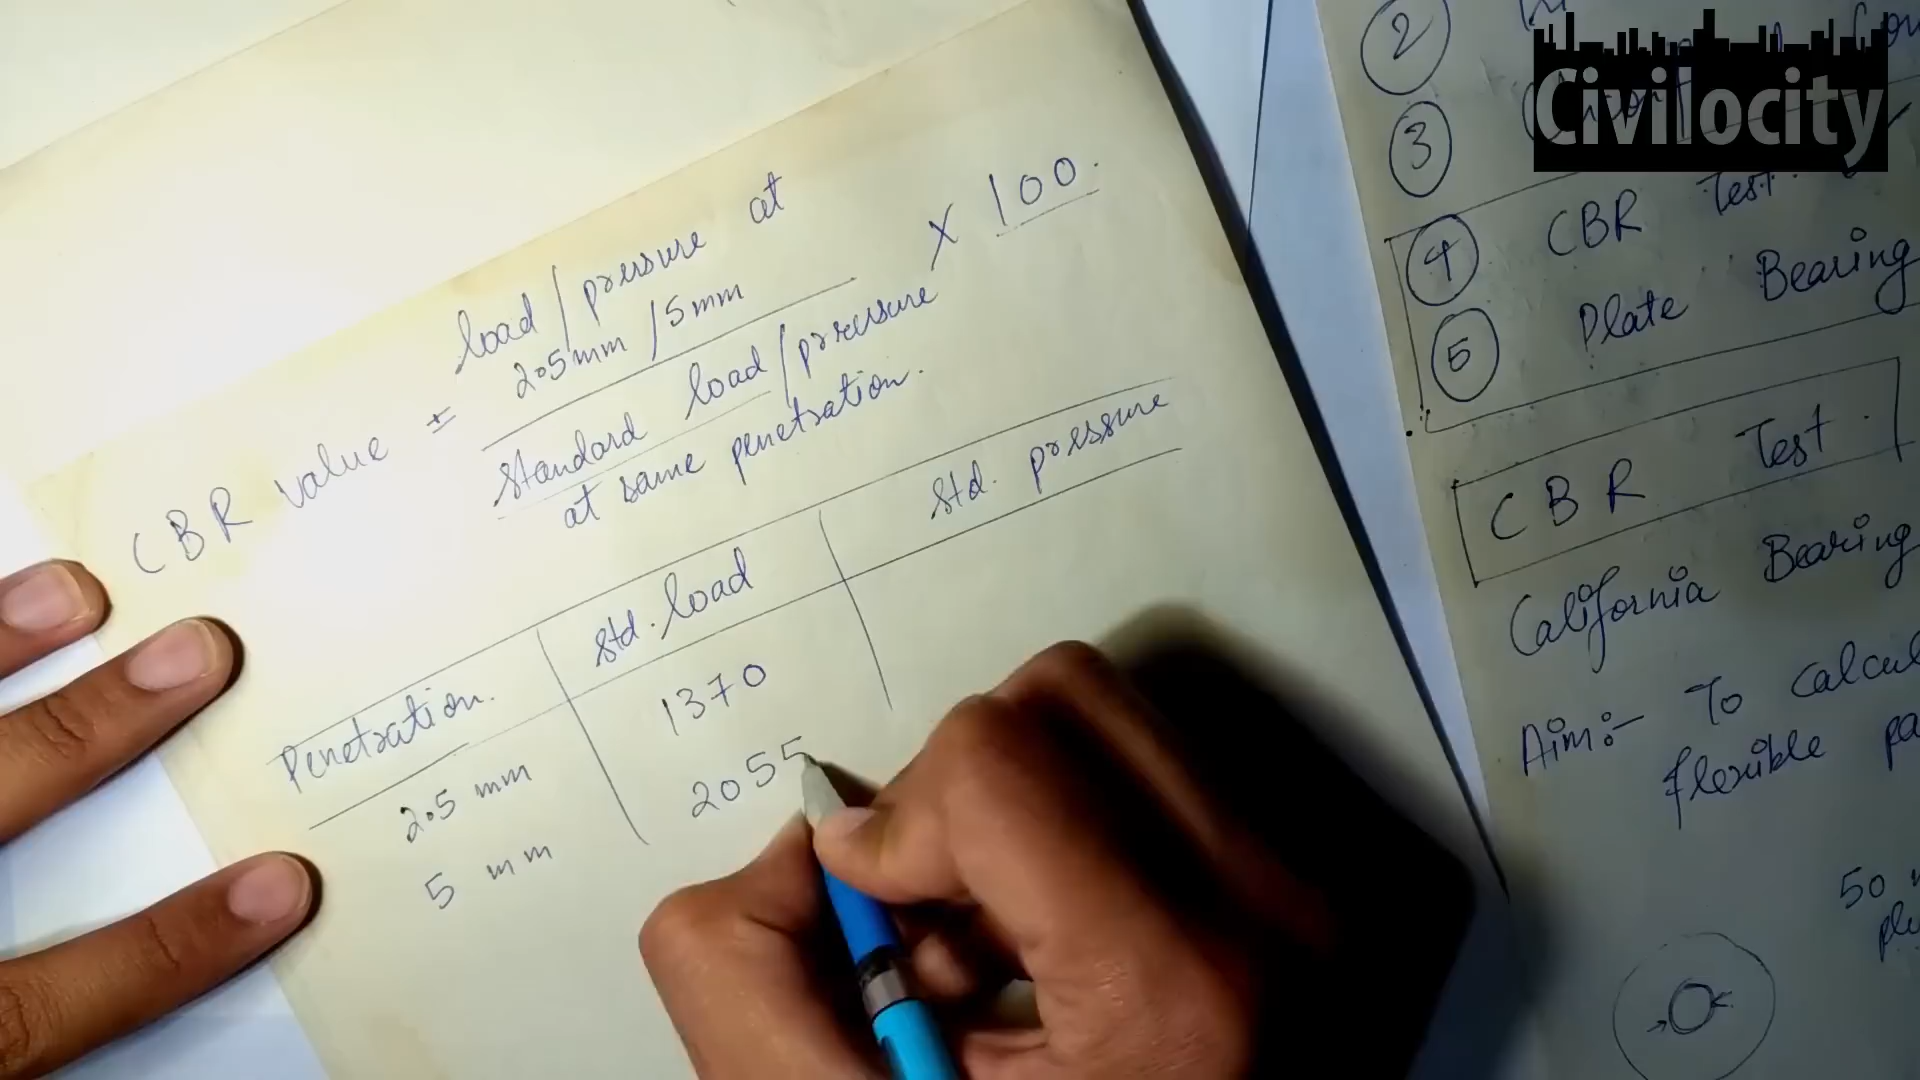 load/pressure at
2.5mm/5mm
CBR value = × 100.
Standard load/pressure
at same penetration.
Penetration. Std. load Std. pressure
2.5 mm 1370
5 mm 2055
Civilocity
2
3
4 CBR Test.
5 Plate Bearing
CBR Test.
California Bearing
Aim:- To calcul
flexible pa
50